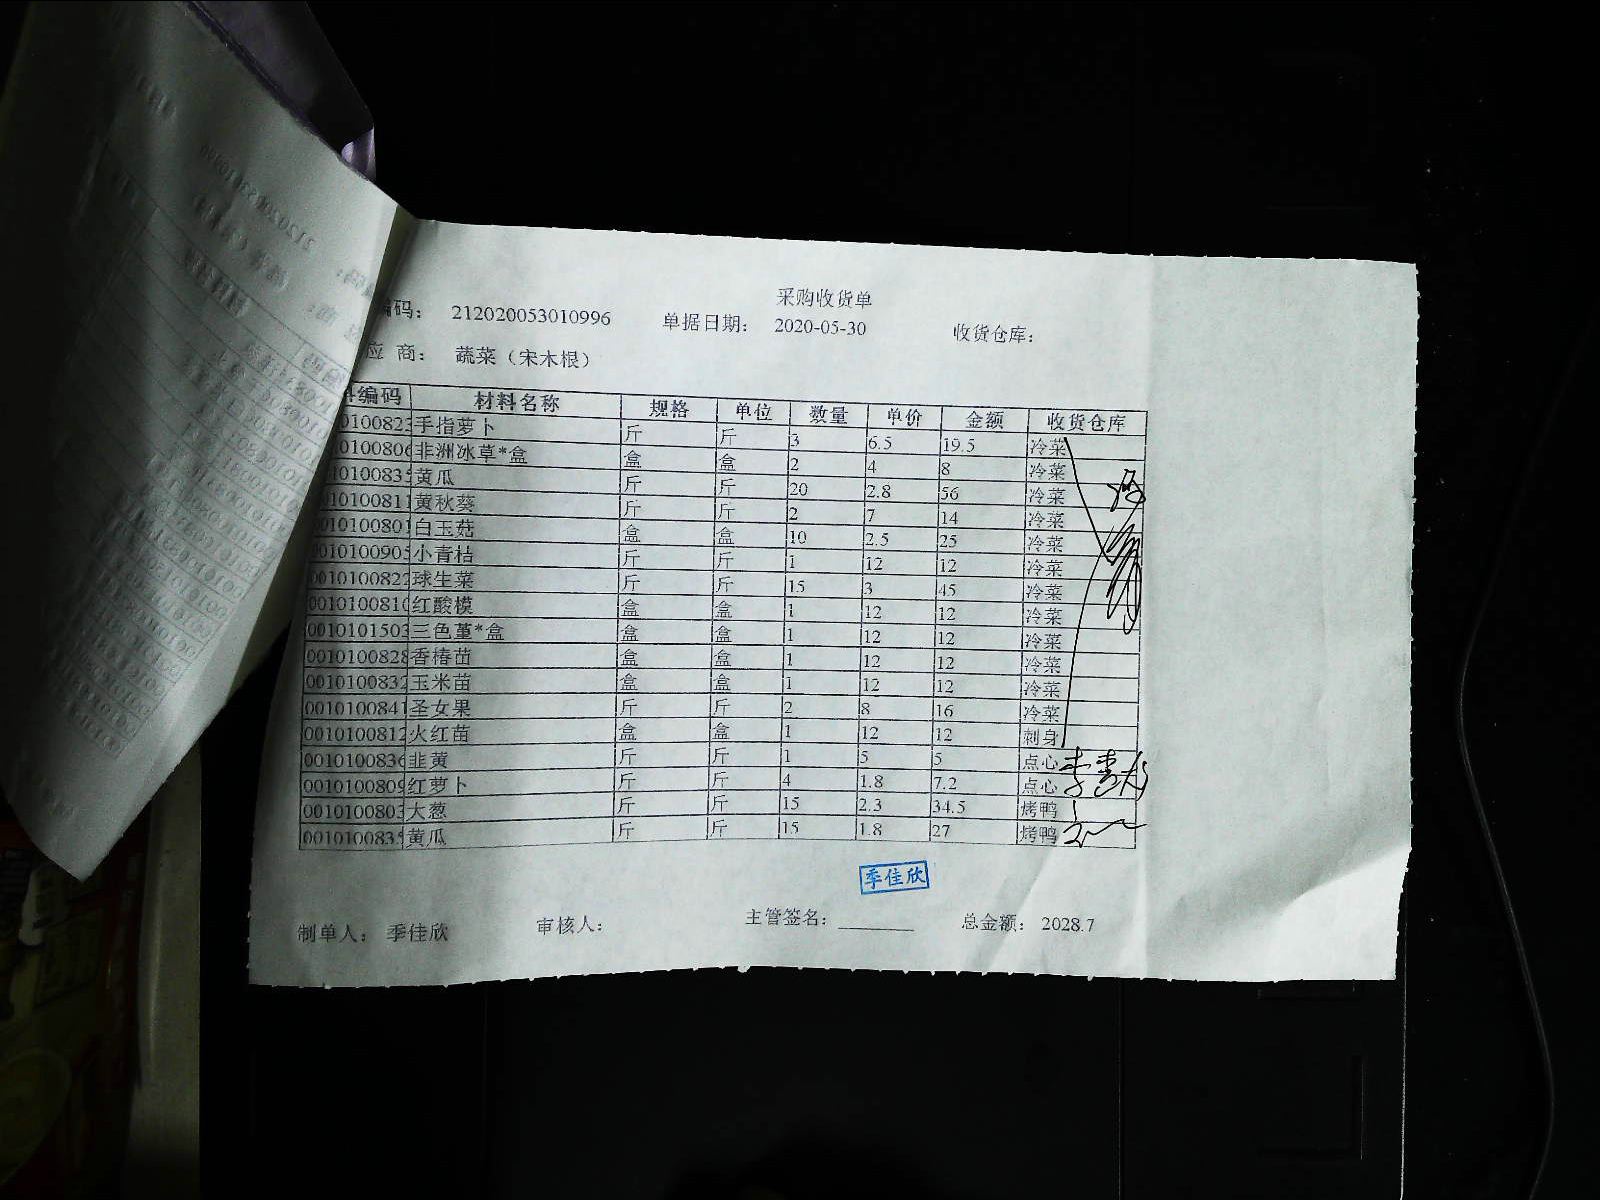 采购收货单
编码： 212020053010996 单据日期： 2020-05-30 收货仓库：
应 商： 蔬菜（宋木根）
编码 材料名称 规格 单位 数量 单价 金额 收货仓库
010100823 手指萝卜 斤 斤 3 6.5 19.5 冷菜
010100806 非洲冰草*盒 盒 盒 2 4 8 冷菜
010100835 黄瓜 斤 斤 20 2.8 56 冷菜
0010100811 黄秋葵 斤 斤 2 7 14 冷菜
0010100801 白玉菇 盒 盒 10 2.5 25 冷菜
0010100905 小青桔 斤 斤 1 12 12 冷菜
0010100822 球生菜 斤 斤 15 3 45 冷菜
0010100810 红酸模 盒 盒 1 12 12 冷菜
0010101503 三色堇*盒 盒 盒 1 12 12 冷菜
0010100828 香椿苗 盒 盒 1 12 12 冷菜
0010100832 玉米苗 盒 盒 1 12 12 冷菜
0010100841 圣女果 斤 斤 2 8 16 冷菜
0010100812 火红苗 盒 盒 1 12 12 刺身
0010100836 韭黄 斤 斤 1 5 5 点心
0010100809 红萝卜 斤 斤 4 1.8 7.2 点心
0010100803 大葱 斤 斤 15 2.3 34.5 烤鸭
0010100835 黄瓜 斤 斤 15 1.8 27 烤鸭
季佳欣
制单人： 季佳欣 审核人： 主管签名： 总金额： 2028.7